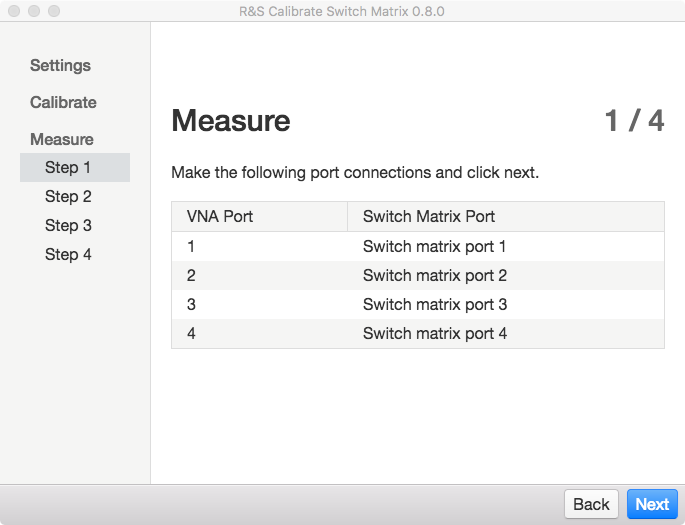 R&S Calibrate Switch Matrix 0.8.0
Settings
Calibrate
Measure
Step 1
Step 2
Step 3
Step 4
Measure 1 / 4
Make the following port connections and click next.
VNA Port Switch Matrix Port
1 Switch matrix port 1
2 Switch matrix port 2
3 Switch matrix port 3
4 Switch matrix port 4
Back Next